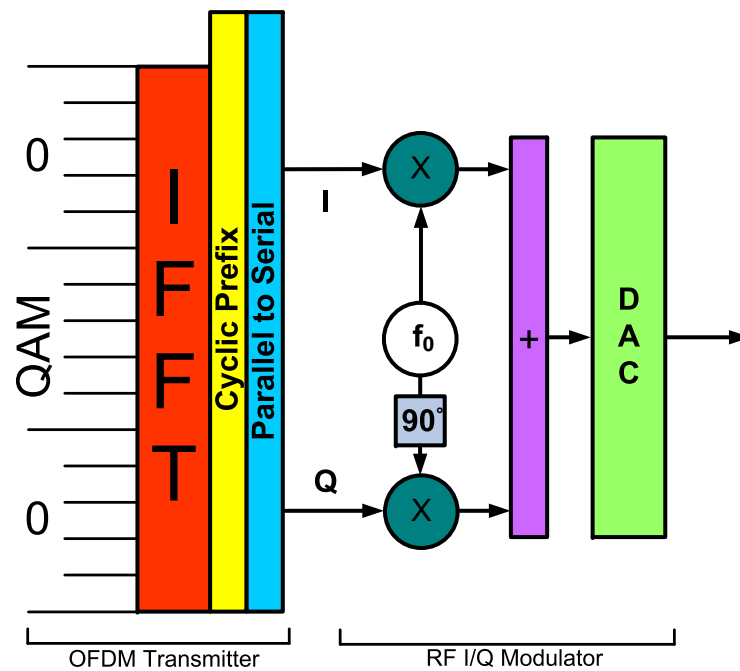 0
QAM
0
I
F
F
T
Cyclic Prefix
Parallel to Serial
I
Q
X
f0
90°
X
+
D
A
C
OFDM Transmitter
RF I/Q Modulator